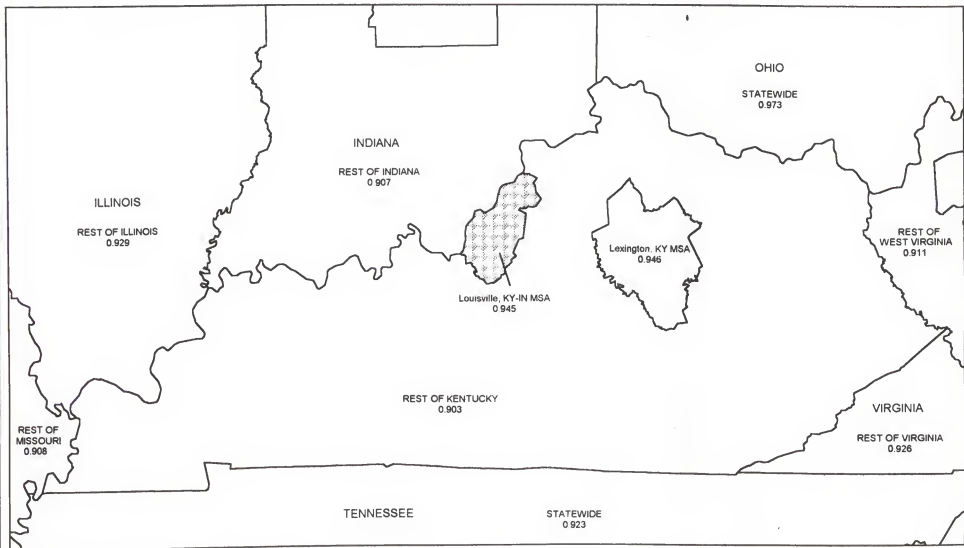 OHIO
STATEWIDE
0.973
INDIANA
REST OF INDIANA
0.907
ILLINOIS
REST OF ILLINOIS
0.929
REST OF
WEST VIRGINIA
0.911
Lexington, KY MSA
0.946
Louisville, KY-IN MSA
0.945
REST OF KENTUCKY
0.903
VIRGINIA
REST OF VIRGINIA
0.926
REST OF
MISSOURI
0.908
TENNESSEE
STATEWIDE
0.923